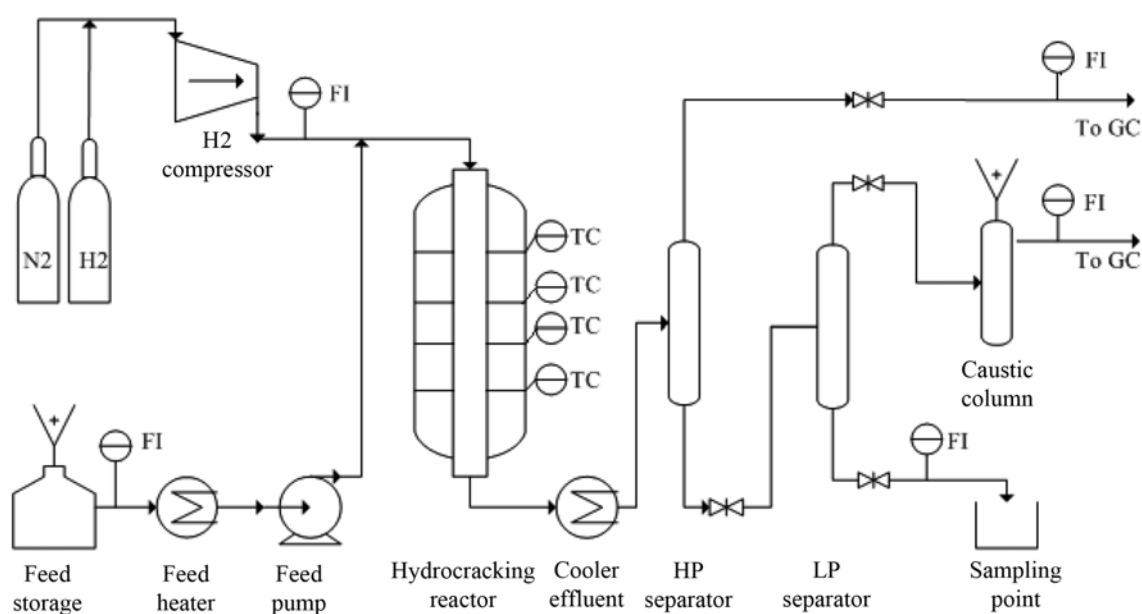 FI
FI
H2
compressor
To GC
N2
H2
FI
TC
To GC
TC
TC
Caustic
column
TC
FI
FI
Feed
storage
Feed
heater
Feed
pump
Hydrocracking
reactor
Cooler
effluent
HP
separator
LP
separator
Sampling
point